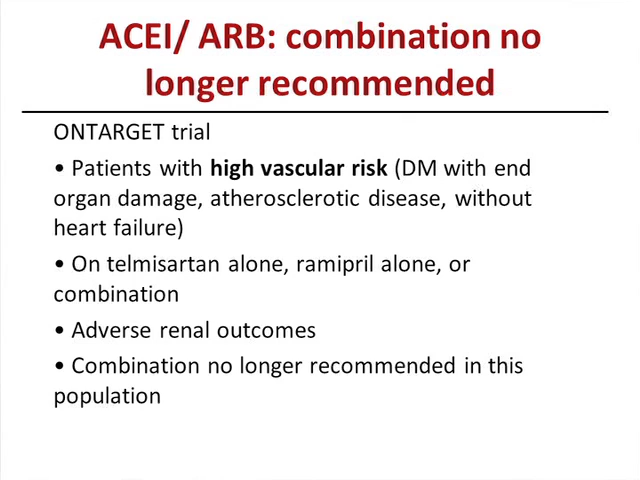 ACEI/ ARB: combination no
longer recommended
ONTARGET trial
• Patients with high vascular risk (DM with end
organ damage, atherosclerotic disease, without
heart failure)
• On telmisartan alone, ramipril alone, or
combination
• Adverse renal outcomes
• Combination no longer recommended in this
population